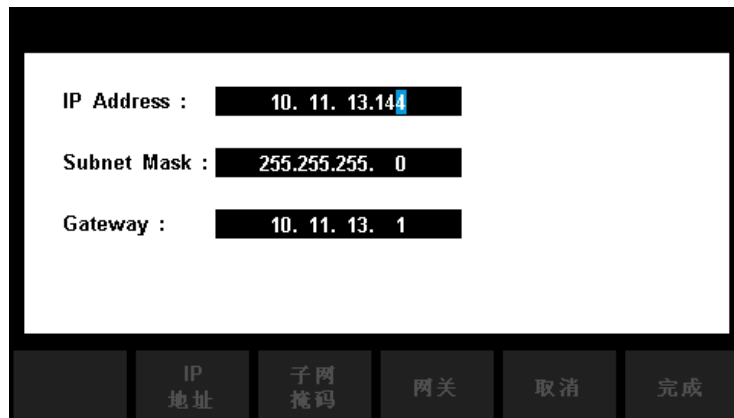 IP Address : 10. 11. 13.144
Subnet Mask : 255.255.255. 0
Gateway : 10. 11. 13. 1
IP
地址
子网
掩码
网关
取消
完成